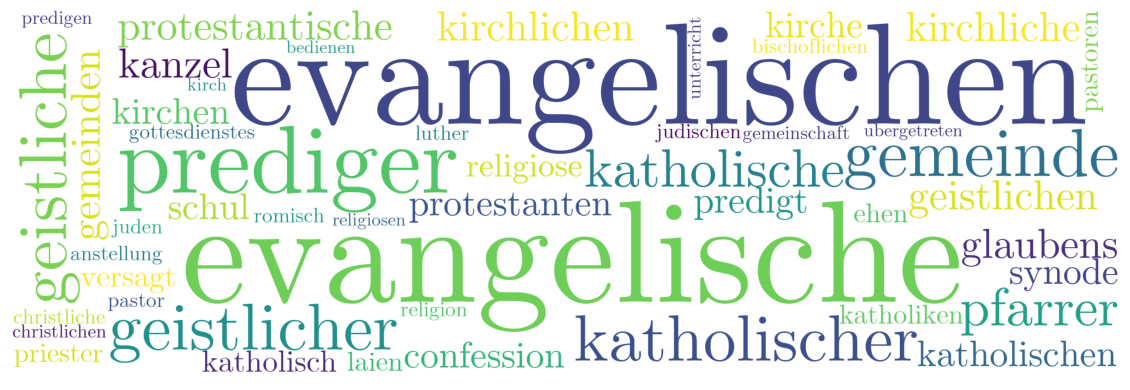 predigen
protestantische
kirchlichen
kirche
kirchliche
pastoren
bedienen
bischoflichen
unterricht
geistliche
gemeinden
kanzel
kirch
evangelischen
kirchen
gottesdienstes
luther
judischen
gemeinschaft
ubergetreten
prediger
religiose
katholische
gemeinde
schul
romisch
religiosen
protestanten
predigt
ehen
geistlichen
juden
anstellung
versagt
pastor
evangelische
glaubens
synode
christliche
christlichen
priester
geistlicher
religion
katholischer
katholiken
pfarrer
katholisch
laien
confession
katholischen